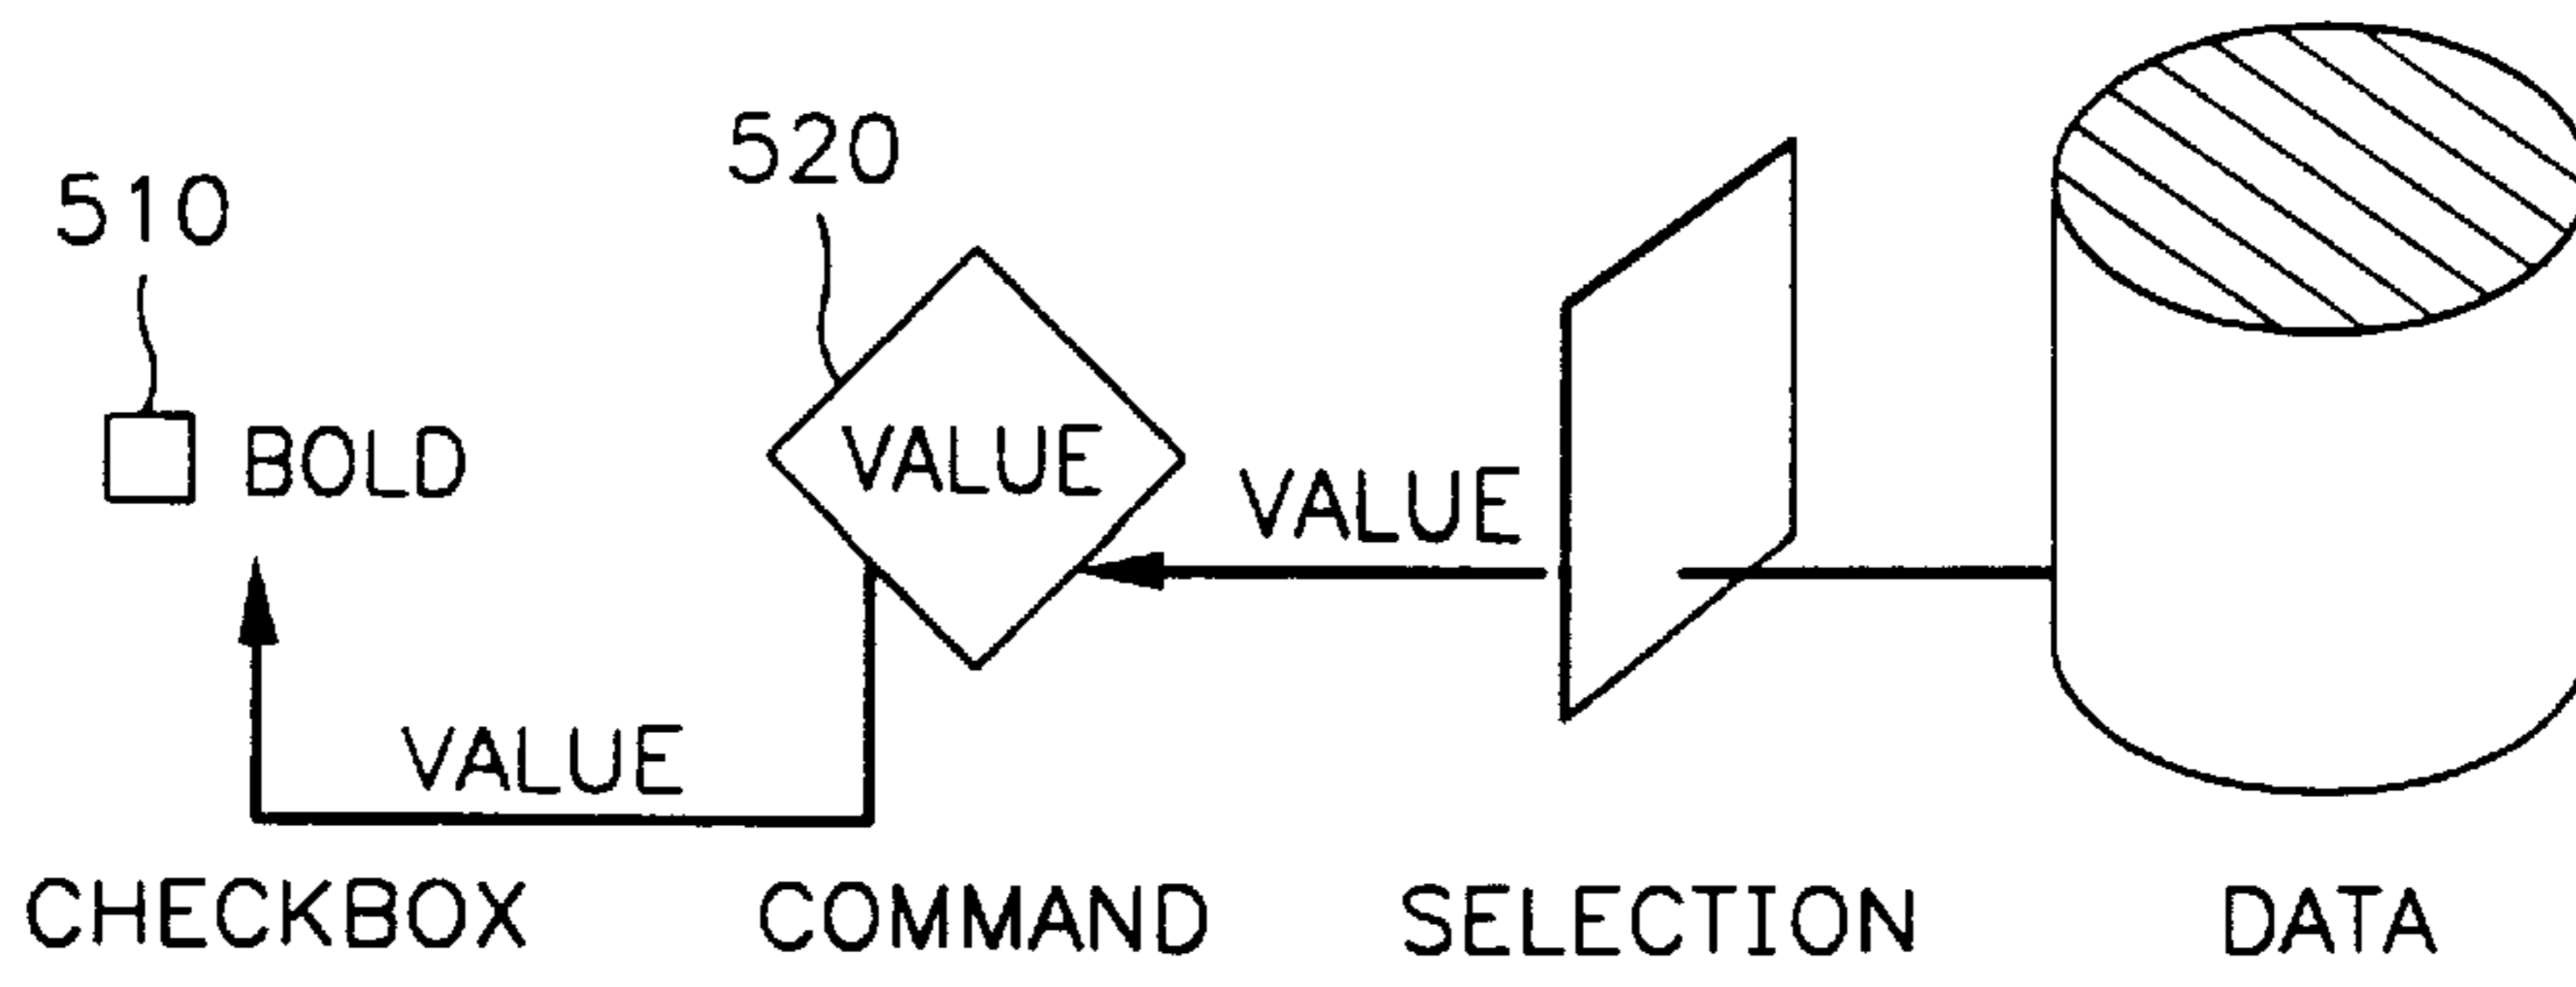 520
510
BOLD
VALUE
VALUE
VALUE
CHECKBOX COMMAND SELECTION DATA